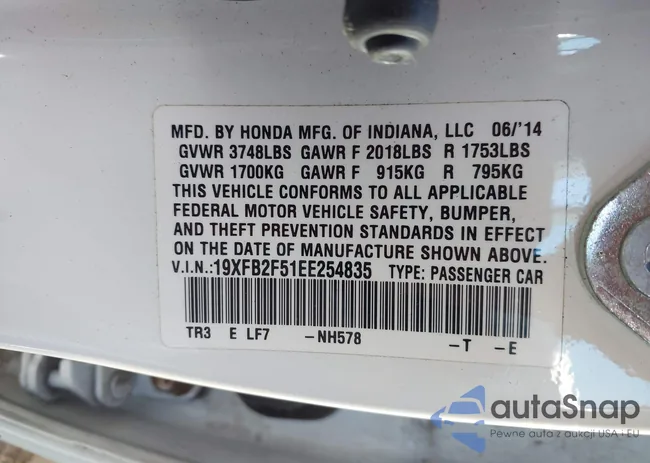 MFD. BY HONDA MFG. OF INDIANA, LLC 06/'14
GVWR 3748LBS GAWR F 2018LBS R 1753LBS
GVWR 1700KG GAWR F 915KG R 795KG
THIS VEHICLE CONFORMS TO ALL APPLICABLE
FEDERAL MOTOR VEHICLE SAFETY, BUMPER,
AND THEFT PREVENTION STANDARDS IN EFFECT
ON THE DATE OF MANUFACTURE SHOWN ABOVE.
V.I.N.:19XFB2F51EE254835 TYPE: PASSENGER CAR
TR3 E LF7 -NH578 -T -E
autaSnap
Pewne auta z aukcji USA i EU